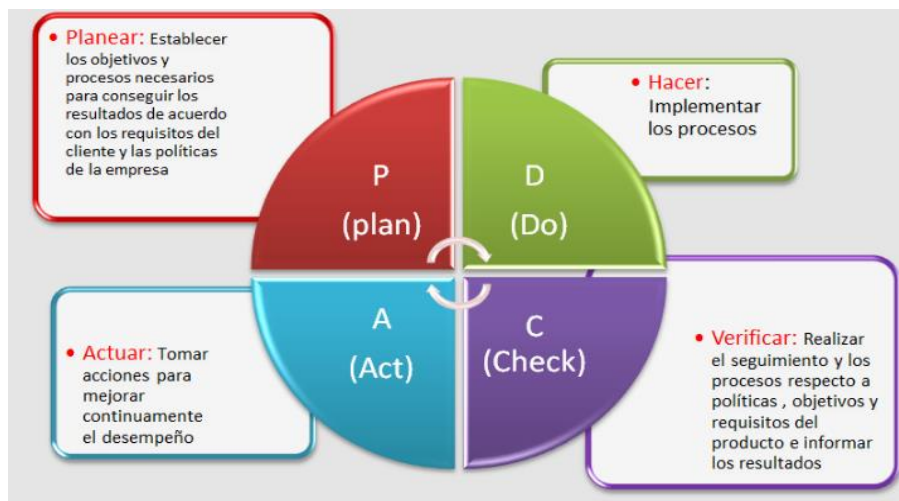 • Planear: Establecer
los objetivos y
procesos necesarios
para conseguir los
resultados de acuerdo
con los requisitos del
cliente y las políticas
de la empresa
• Hacer:
Implementar
los procesos
P
(plan)
D
(Do)
A
(Act)
C
(Check)
• Actuar: Tomar
acciones para
mejorar
continuamente
el desempeño
• Verificar: Realizar
el seguimiento y los
procesos respecto a
políticas , objetivos y
requisitos del
producto e informar
los resultados